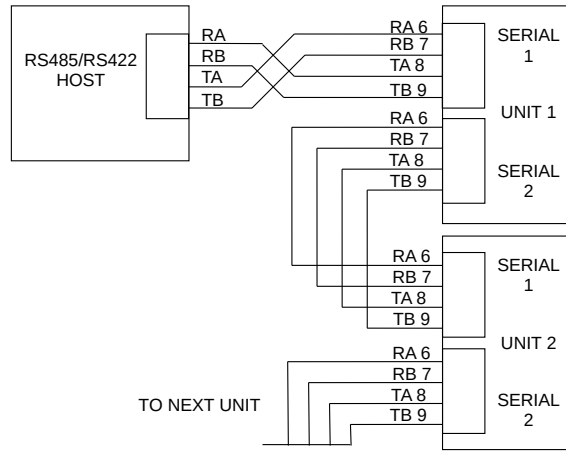 RS485/RS422
HOST
RA
RB
TA
TB
RA 6
RB 7
TA 8
TB 9
SERIAL
1
UNIT 1
RA 6
RB 7
TA 8
TB 9
SERIAL
2
RA 6
RB 7
TA 8
TB 9
SERIAL
1
UNIT 2
RA 6
RB 7
TA 8
TB 9
SERIAL
2
TO NEXT UNIT